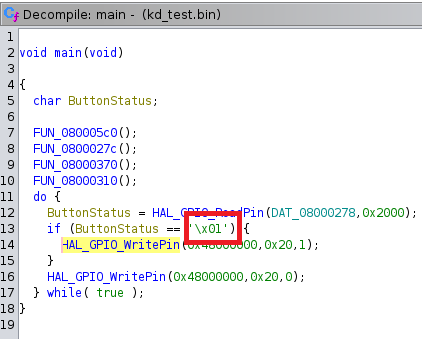 Decompile: main - (kd_test.bin)
1
2 void main(void)
3
4 {
5 char ButtonStatus;
6
7 FUN_080005c0();
8 FUN_0800027c();
9 FUN_08000370();
10 FUN_08000310();
11 do {
12 ButtonStatus = HAL_GPIO_ReadPin(DAT_08000278,0x2000);
13 if (ButtonStatus == '\x01') {
14 HAL_GPIO_WritePin(0x48000000,0x20,1);
15 }
16 HAL_GPIO_WritePin(0x48000000,0x20,0);
17 } while( true );
18 }
19